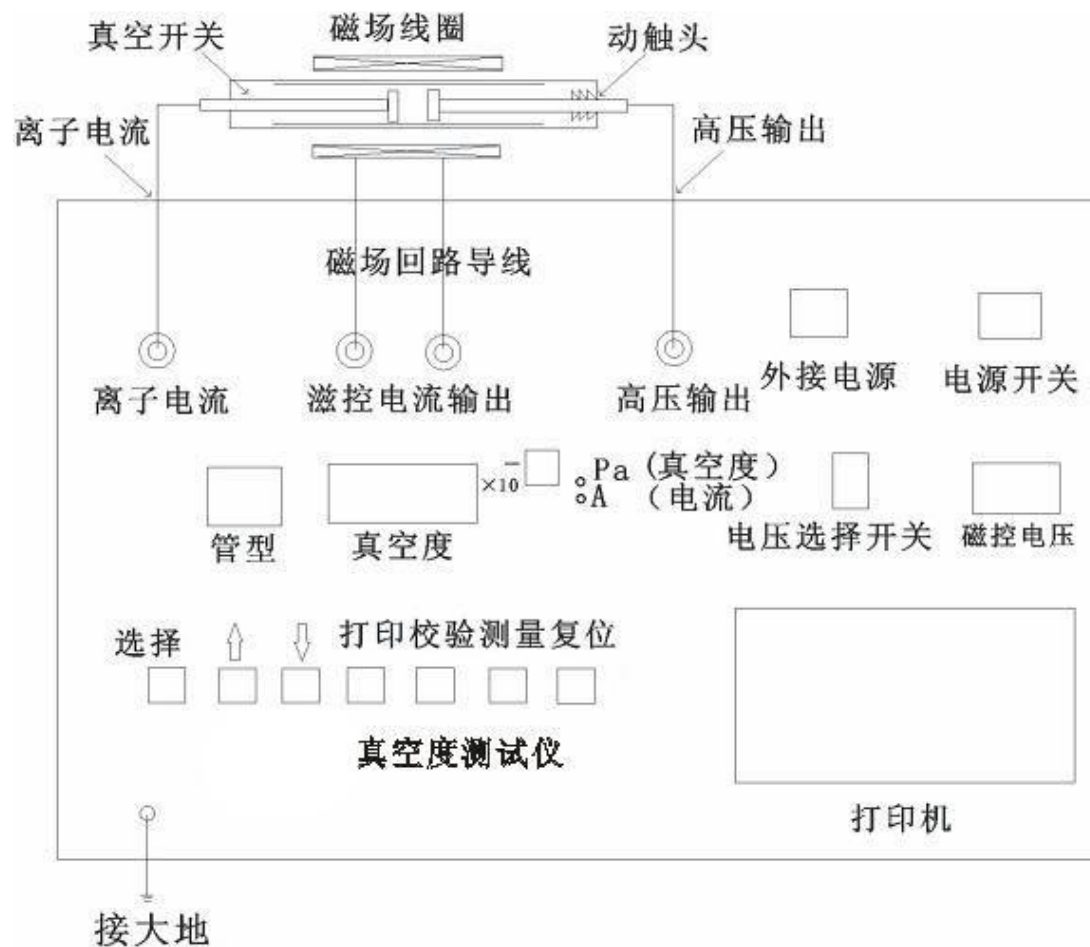 磁场线圈
真空开关
动触头
离子电流
高压输出
磁场回路导线
离子电流
滋控电流输出
高压输出
外接电源
电源开关
×10
Pa (真空度)
A (电流)
管型
真空度
电压选择开关
磁控电压
选择
打印校验测量复位
真空度测试仪
打印机
接大地